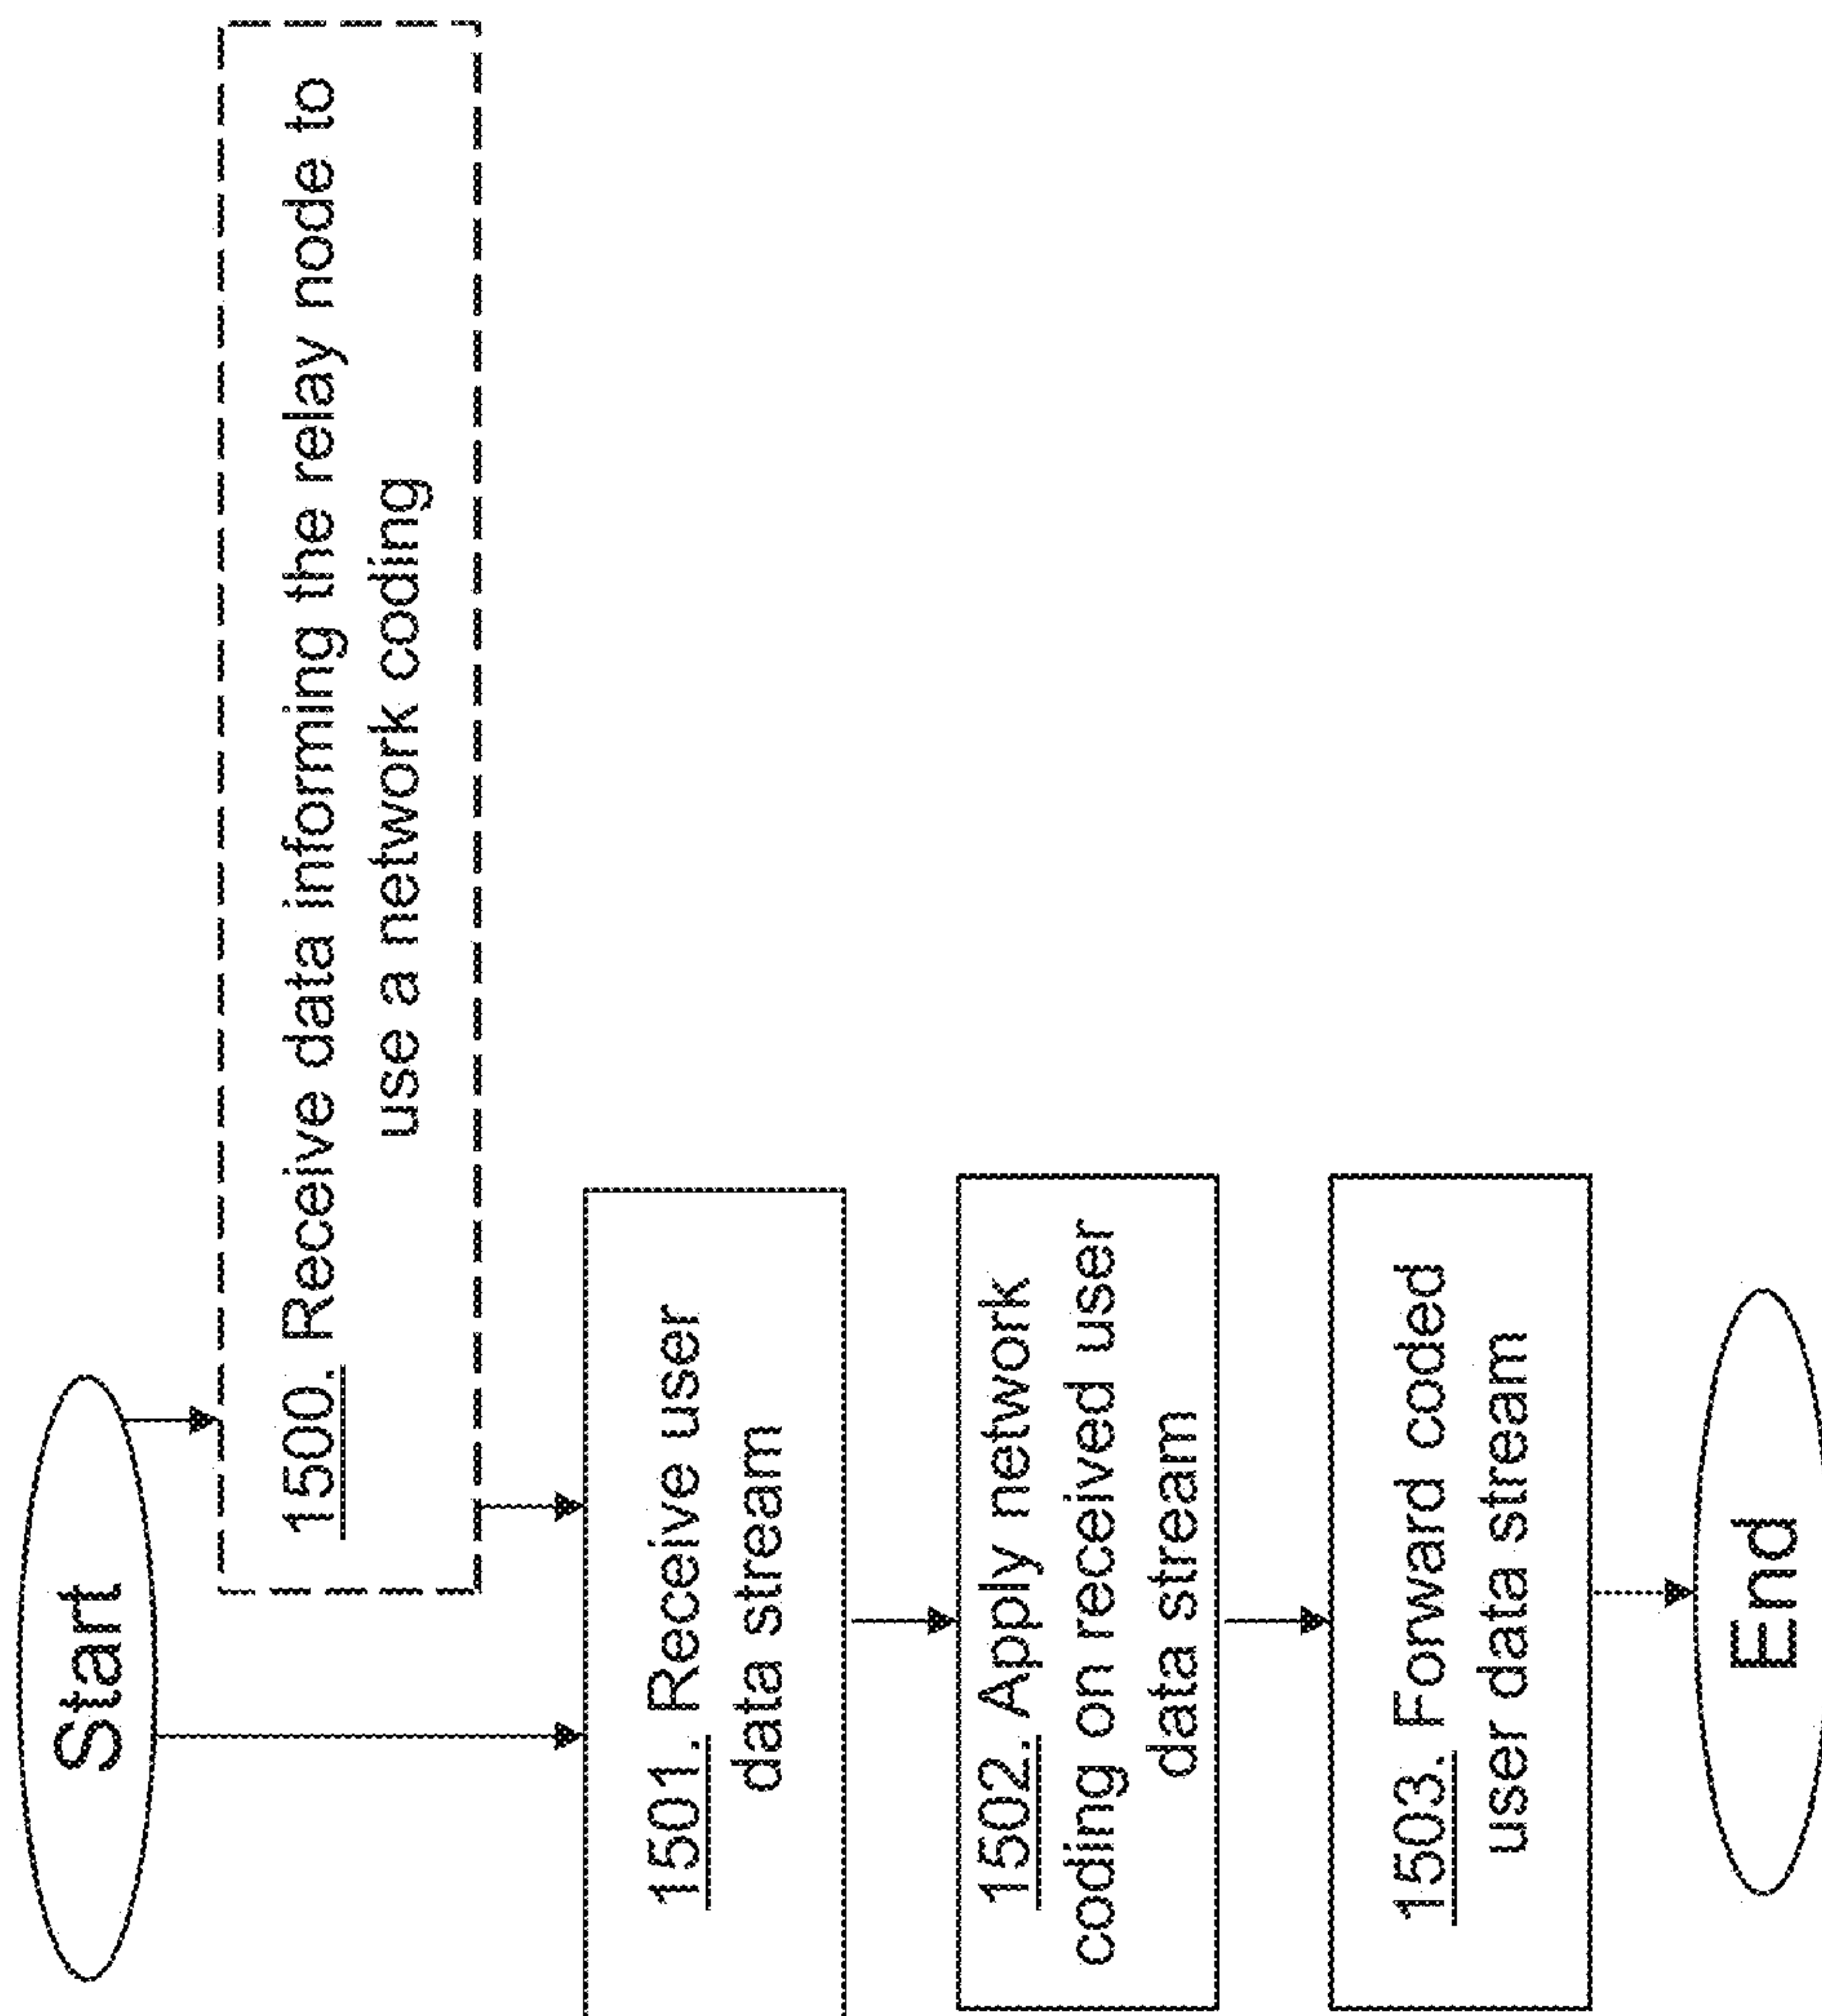 Start
1500. Receive data informing the relay node to
use a network coding
1501. Receive user
data stream
1502. Apply network
coding on received user
data stream
1503. Forward coded
user data stream
End